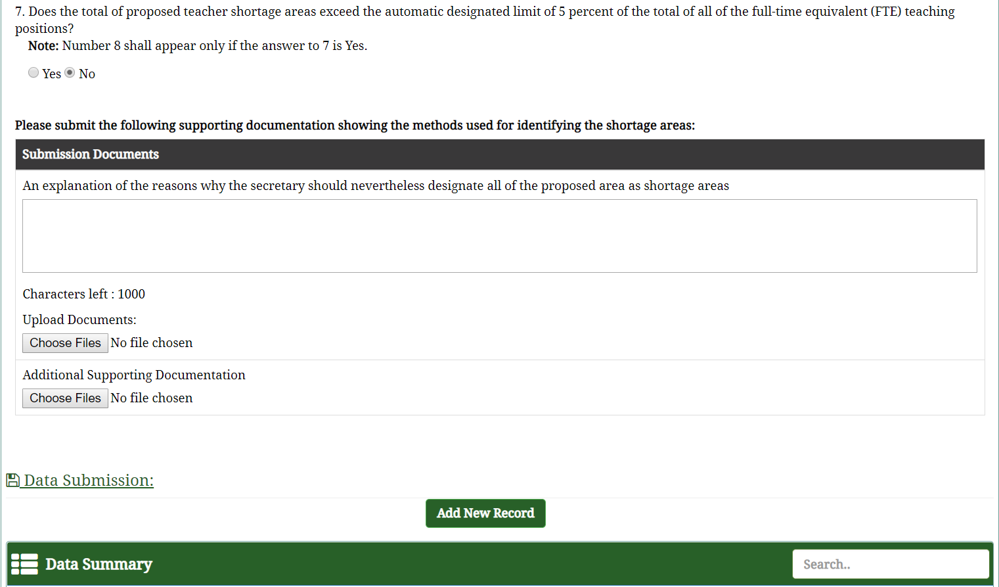 7. Does the total of proposed teacher shortage areas exceed the automatic designated limit of 5 percent of the total of all of the full-time equivalent (FTE) teaching
positions?
Note: Number 8 shall appear only if the answer to 7 is Yes.
Yes No
Please submit the following supporting documentation showing the methods used for identifying the shortage areas:
Submission Documents
An explanation of the reasons why the secretary should nevertheless designate all of the proposed area as shortage areas
Characters left : 1000
Upload Documents:
Choose Files No file chosen
Additional Supporting Documentation
Choose Files No file chosen
Data Submission:
Add New Record
Data Summary Search..